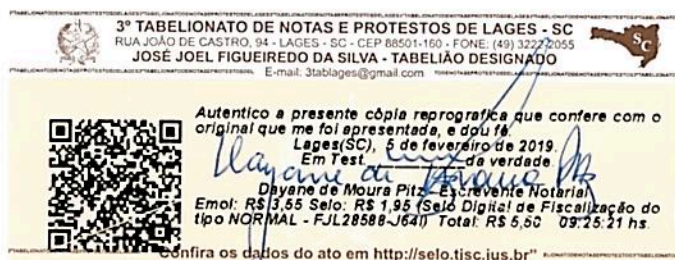 3º TABELIONATO DE NOTAS E PROTESTOS DE LAGES - SC
RUA JOÃO DE CASTRO, 94 - LAGES - SC - CEP 88501-160 - FONE: (49) 3222-2055
JOSÉ JOEL FIGUEIREDO DA SILVA - TABELIÃO DESIGNADO
E-mail: 3tablages@gmail.com
SC
Autentico a presente cópia reprografica que confere com o
original que me foi apresentada, e dou fé.
Lages(SC), 5 de fevereiro de 2019.
Em Test. da verdade.
Dayane de Moura Pitz - Escrevente Notarial
Emol: R$ 3,55 Selo: R$ 1,95 (Selo Digital de Fiscalização do
tipo NORMAL - FJL28588-J64I) Total: R$ 5,50 09:25:21 hs.
Confira os dados do ato em http://selo.tjsc.jus.br"